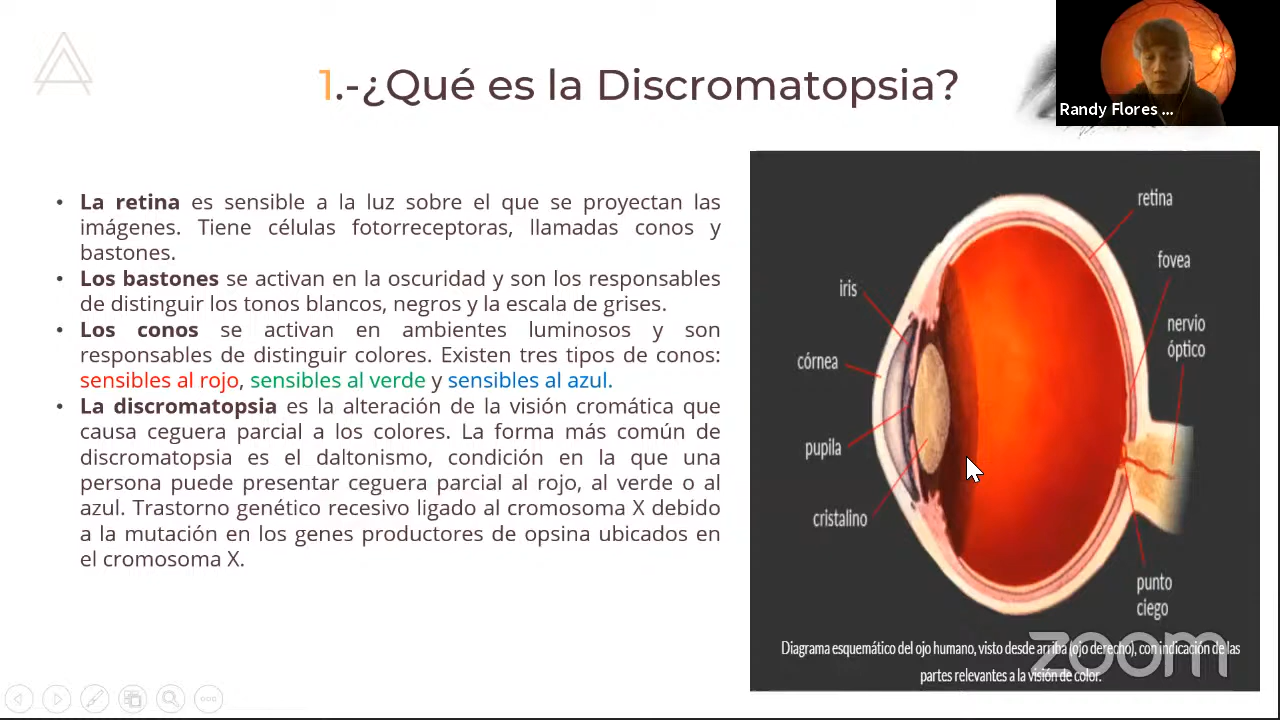 1.-¿Qué es la Discromatopsia?
Randy Flores ...
• La retina es sensible a la luz sobre el que se proyectan las
imágenes. Tiene células fotorreceptoras, llamadas conos y
bastones.
• Los bastones se activan en la oscuridad y son los responsables
de distinguir los tonos blancos, negros y la escala de grises.
• Los conos se activan en ambientes luminosos y son
responsables de distinguir colores. Existen tres tipos de conos:
sensibles al rojo, sensibles al verde y sensibles al azul.
• La discromatopsia es la alteración de la visión cromática que
causa ceguera parcial a los colores. La forma más común de
discromatopsia es el daltonismo, condición en la que una
persona puede presentar ceguera parcial al rojo, al verde o al
azul. Trastorno genético recesivo ligado al cromosoma X debido
a la mutación en los genes productores de opsina ubicados en
el cromosoma X.
retina
fovea
iris
nervio
óptico
córnea
pupila
cristalino
punto
ciego
Diagrama esquemático del ojo humano, visto desde arriba (ojo derecho), con indicación de las
partes relevantes a la visión de color.
zoom